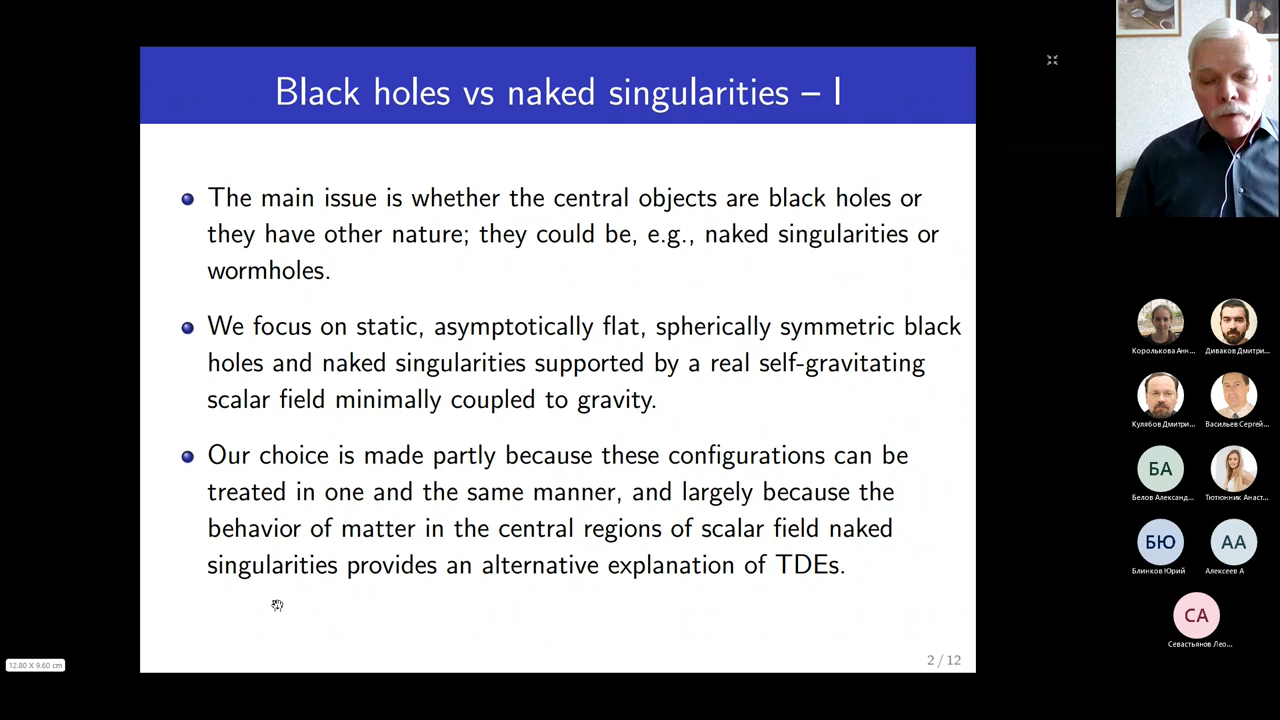 Black holes vs naked singularities – I
The main issue is whether the central objects are black holes or
they have other nature; they could be, e.g., naked singularities or
wormholes.
We focus on static, asymptotically flat, spherically symmetric black
holes and naked singularities supported by a real self-gravitating
scalar field minimally coupled to gravity.
Our choice is made partly because these configurations can be
treated in one and the same manner, and largely because the
behavior of matter in the central regions of scalar field naked
singularities provides an alternative explanation of TDEs.
2 / 12
12.80 X 9.60 cm
Королькова Анн...
Диваков Дмитри...
Кулябов Дмитри...
Васильев Сергей...
БА
Белов Александ...
Тютюнник Анаст...
БЮ
Блинков Юрий
АА
Алексеев А
СА
Севастьянов Лео...